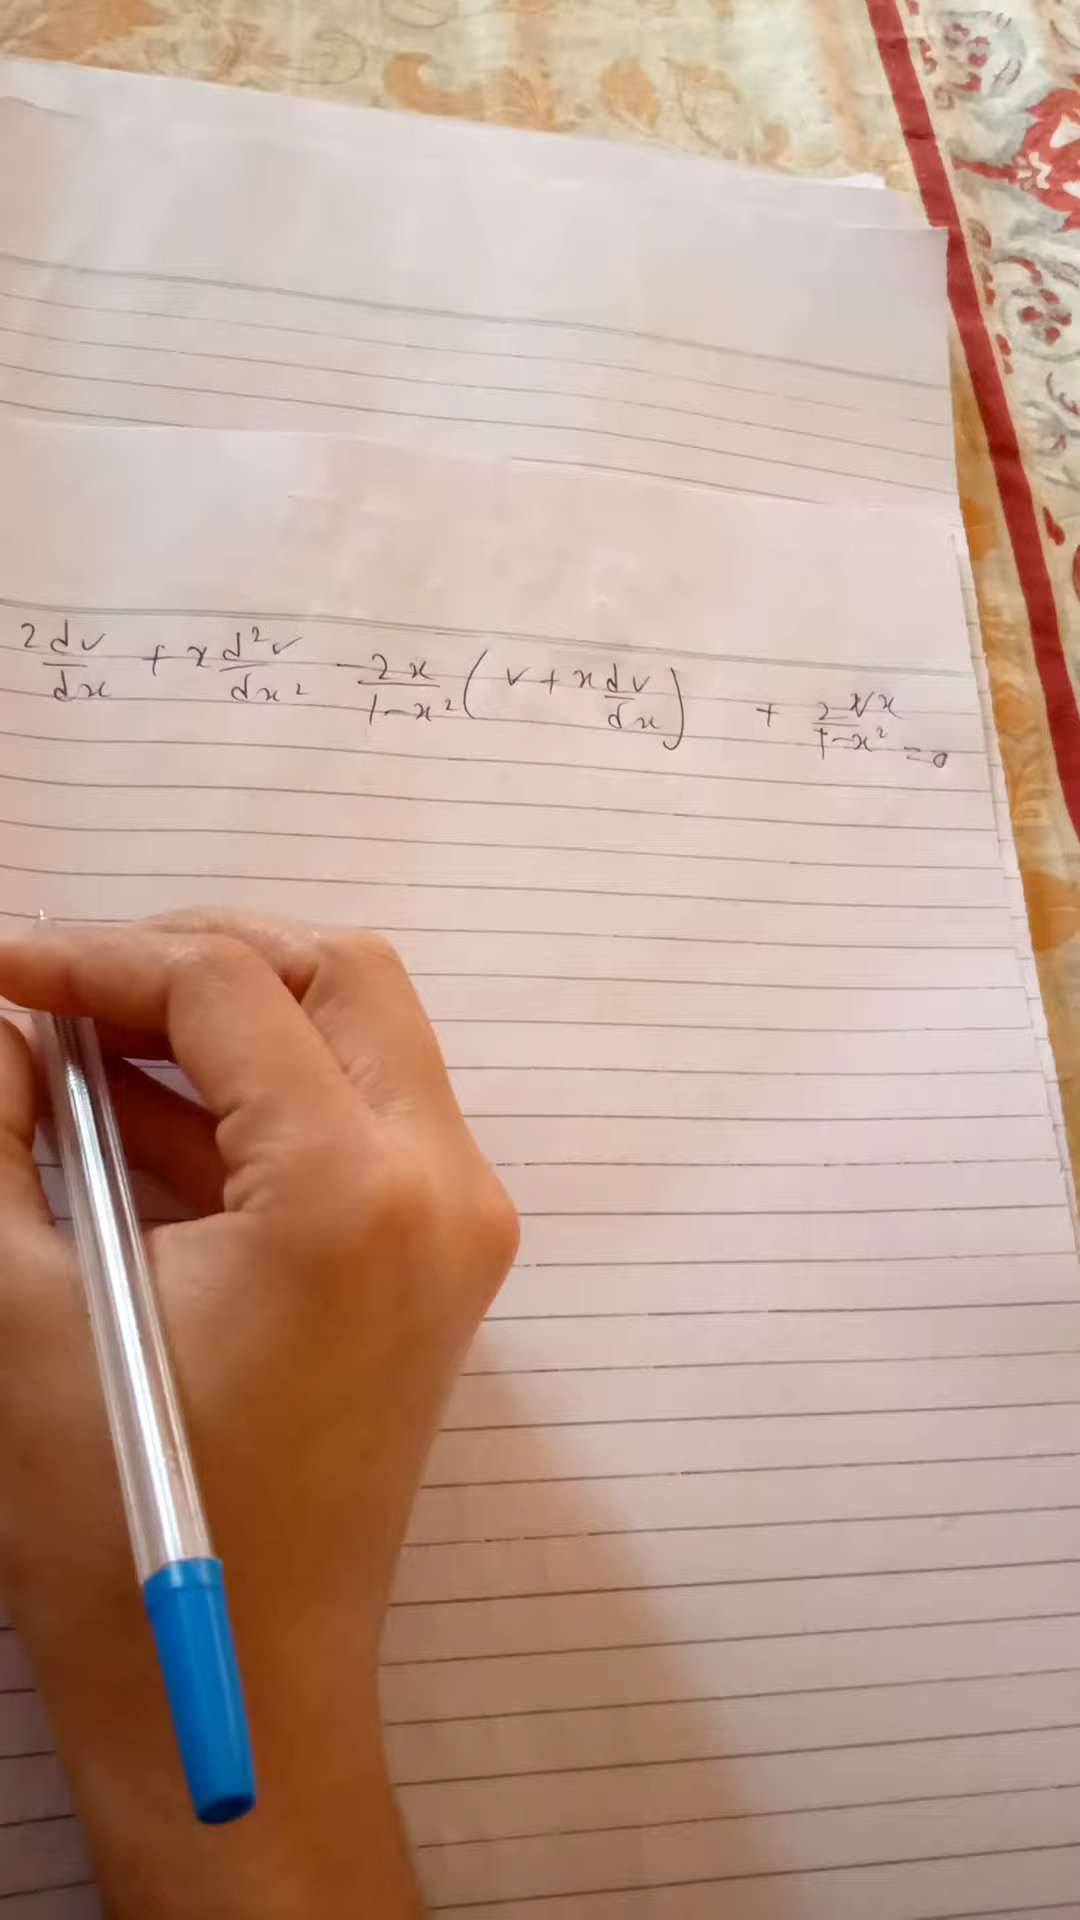 2 dv/dx + x d²v/dx² - 2x/1-x² ( v + x dv/dx ) + 2vx/1-x² = 0